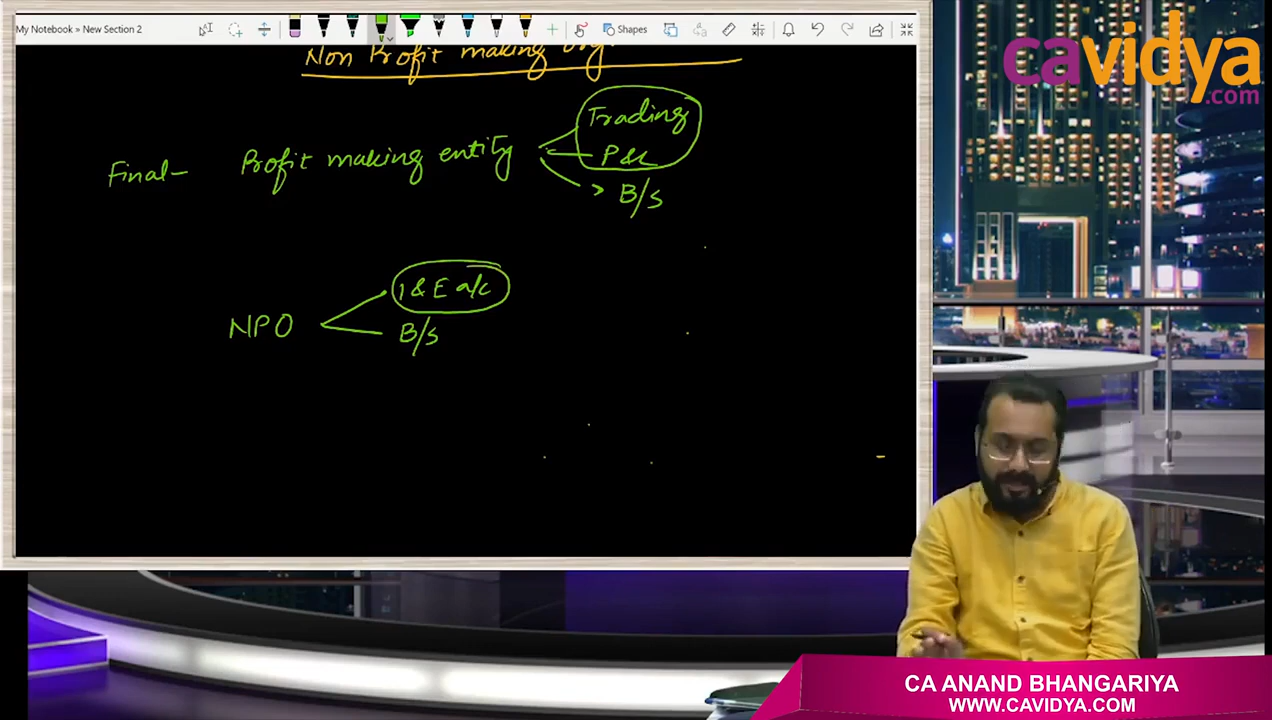 My Notebook » New Section 2
Shapes
cavidya
.com
Non Profit making Org
Trading
Final- Profit making entity P&L
B/S
I & E a/c
NPO
B/S
CA ANAND BHANGARIYA
WWW.CAVIDYA.COM